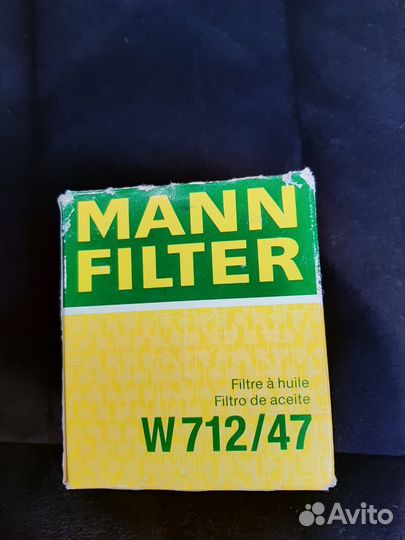 MANN
FILTER
Filtre à huile
Filtro de aceite
W 712/47
Avito